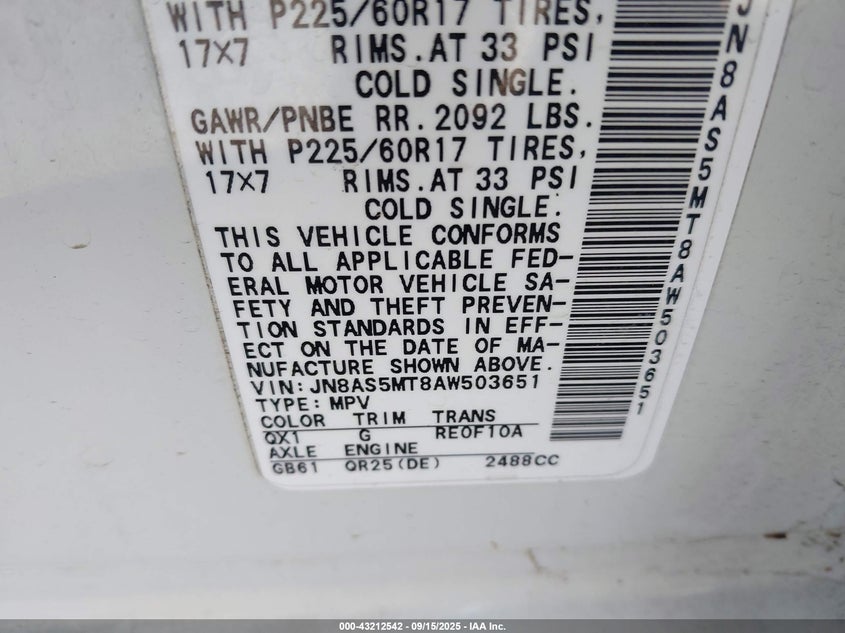 WITH P225/60R17 TIRES,
17X7 RIMS.AT 33 PSI
COLD SINGLE.
GAWR/PNBE RR.2092 LBS.
WITH P225/60R17 TIRES,
17X7 RIMS.AT 33 PSI
COLD SINGLE.
THIS VEHICLE CONFORMS
TO ALL APPLICABLE FED-
ERAL MOTOR VEHICLE SA-
FETY AND THEFT PREVEN-
TION STANDARDS IN EFF-
ECT ON THE DATE OF MA-
NUFACTURE SHOWN ABOVE.
VIN:JN8AS5MT8AW503651
TYPE:MPV
COLOR TRIM TRANS
QX1 G RE0F10A
AXLE ENGINE
GB61 QR25(DE) 2488CC
JN8AS5MT8AW503651
000-43212542 - 09/15/2025 - IAA Inc.